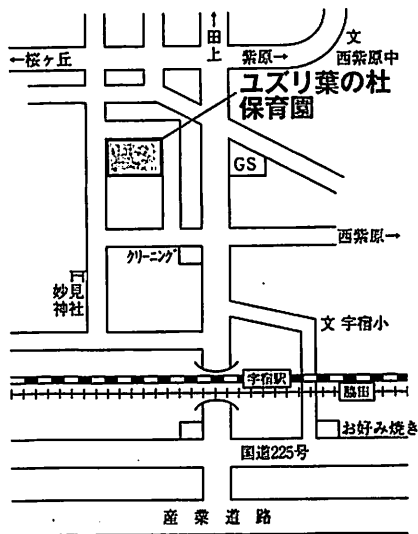 ↑田上
文
←桜ヶ丘
紫原→
西紫原中
ユズリ葉の杜
保育園
GS
西紫原→
クリーニング
妙見
神社
文 宇宿小
宇宿駅
脇田
お好み焼き
国道225号
産業道路